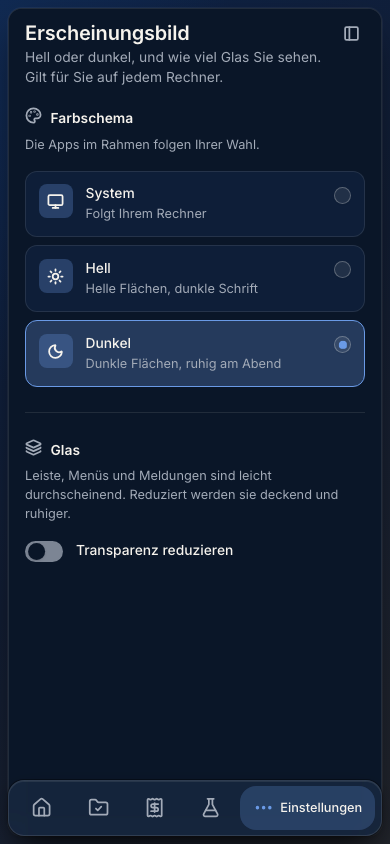 Erscheinungsbild
Hell oder dunkel, und wie viel Glas Sie sehen.
Gilt für Sie auf jedem Rechner.
Farbschema
Die Apps im Rahmen folgen Ihrer Wahl.
System
Folgt Ihrem Rechner
Hell
Helle Flächen, dunkle Schrift
Dunkel
Dunkle Flächen, ruhig am Abend
Glas
Leiste, Menüs und Meldungen sind leicht
durchscheinend. Reduziert werden sie deckend und
ruhiger.
Transparenz reduzieren
Einstellungen